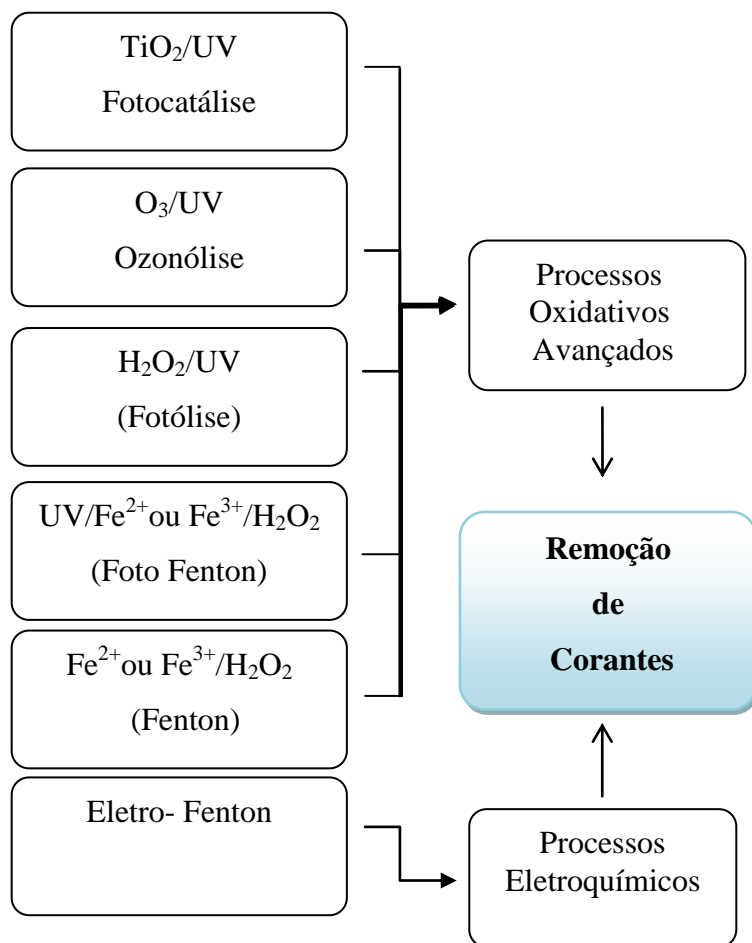 TiO₂/UV
Fotocatálise
O₃/UV
Ozonólise
H₂O₂/UV
(Fotólise)
UV/Fe²⁺ou Fe³⁺/H₂O₂
(Foto Fenton)
Fe²⁺ou Fe³⁺/H₂O₂
(Fenton)
Eletro- Fenton
Processos
Oxidativos
Avançados
Remoção
de
Corantes
Processos
Eletroquímicos